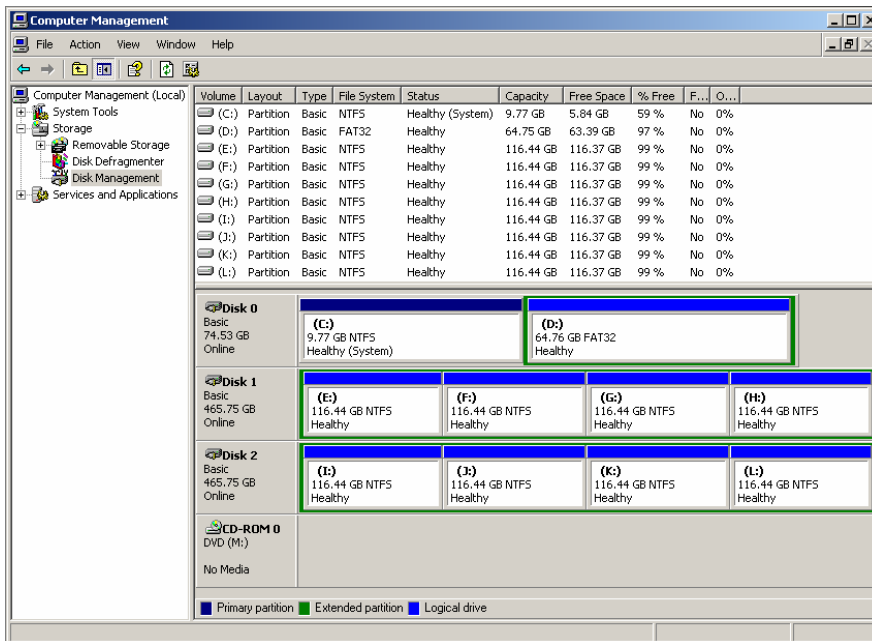 Computer Management
File Action View Window Help
Computer Management (Local)
System Tools
Storage
Removable Storage
Disk Defragmenter
Disk Management
Services and Applications
Volume Layout Type File System Status Capacity Free Space % Free F... O...
(C:) Partition Basic NTFS Healthy (System) 9.77 GB 5.84 GB 59 % No 0%
(D:) Partition Basic FAT32 Healthy 64.75 GB 63.39 GB 97 % No 0%
(E:) Partition Basic NTFS Healthy 116.44 GB 116.37 GB 99 % No 0%
(F:) Partition Basic NTFS Healthy 116.44 GB 116.37 GB 99 % No 0%
(G:) Partition Basic NTFS Healthy 116.44 GB 116.37 GB 99 % No 0%
(H:) Partition Basic NTFS Healthy 116.44 GB 116.37 GB 99 % No 0%
(I:) Partition Basic NTFS Healthy 116.44 GB 116.37 GB 99 % No 0%
(J:) Partition Basic NTFS Healthy 116.44 GB 116.37 GB 99 % No 0%
(K:) Partition Basic NTFS Healthy 116.44 GB 116.37 GB 99 % No 0%
(L:) Partition Basic NTFS Healthy 116.44 GB 116.37 GB 99 % No 0%
Disk 0
Basic
74.53 GB
Online
(C:)
9.77 GB NTFS
Healthy (System)
(D:)
64.76 GB FAT32
Healthy
Disk 1
Basic
465.75 GB
Online
(E:)
116.44 GB NTFS
Healthy
(F:)
116.44 GB NTFS
Healthy
(G:)
116.44 GB NTFS
Healthy
(H:)
116.44 GB NTFS
Healthy
Disk 2
Basic
465.75 GB
Online
(I:)
116.44 GB NTFS
Healthy
(J:)
116.44 GB NTFS
Healthy
(K:)
116.44 GB NTFS
Healthy
(L:)
116.44 GB NTFS
Healthy
CD-ROM 0
DVD (M:)
No Media
Primary partition Extended partition Logical drive